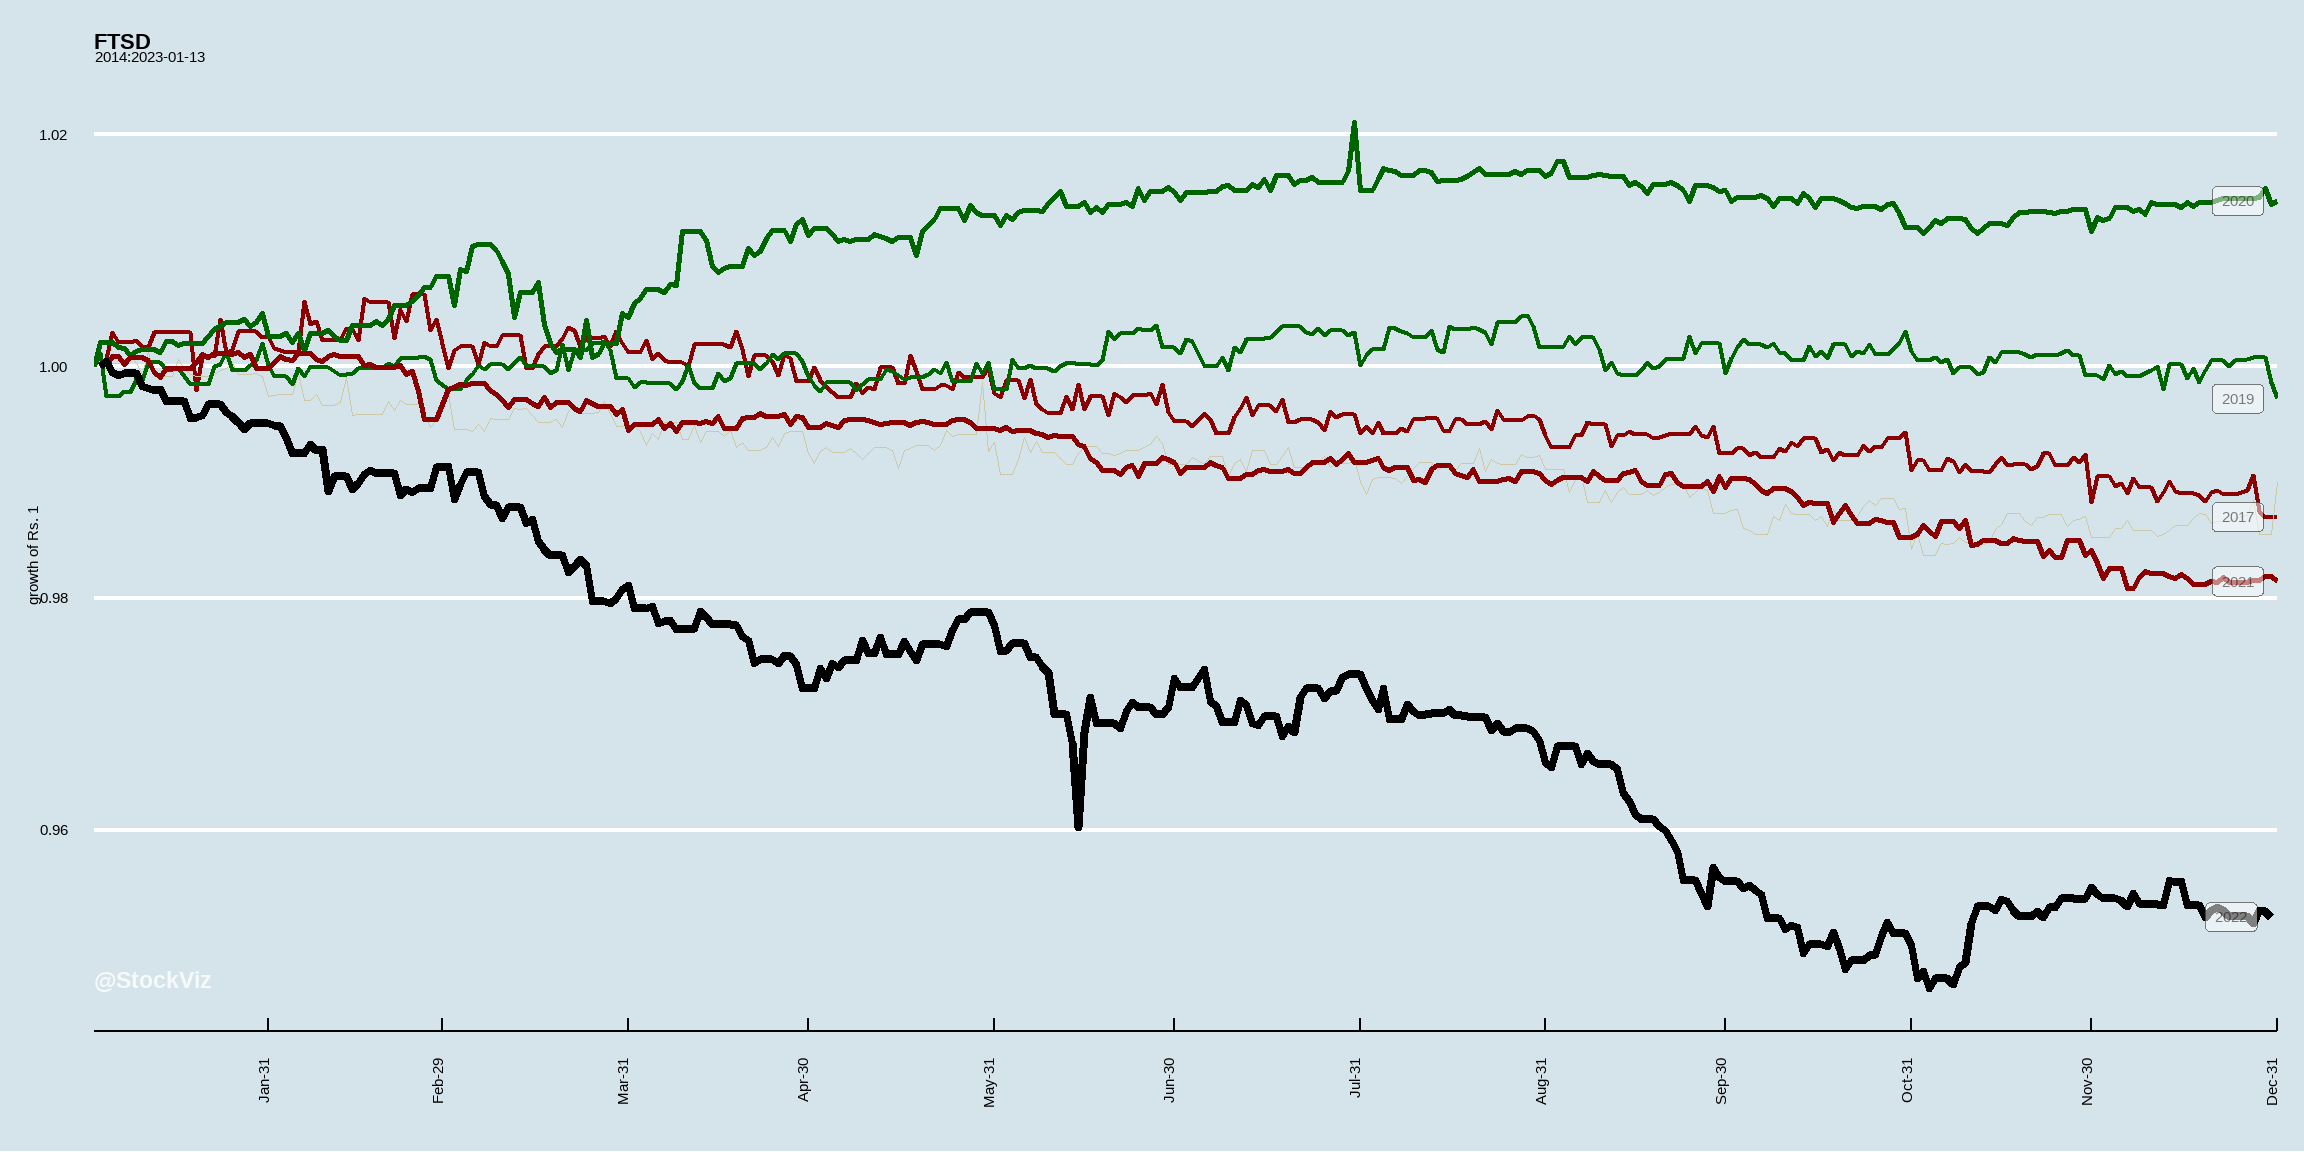 FTSD
2014:2023-01-13
growth of Rs. 1
1.02
1.00
0.98
0.96
2020
2019
2017
2021
2022
@StockViz
Jan-31
Feb-29
Mar-31
Apr-30
May-31
Jun-30
Jul-31
Aug-31
Sep-30
Oct-31
Nov-30
Dec-31